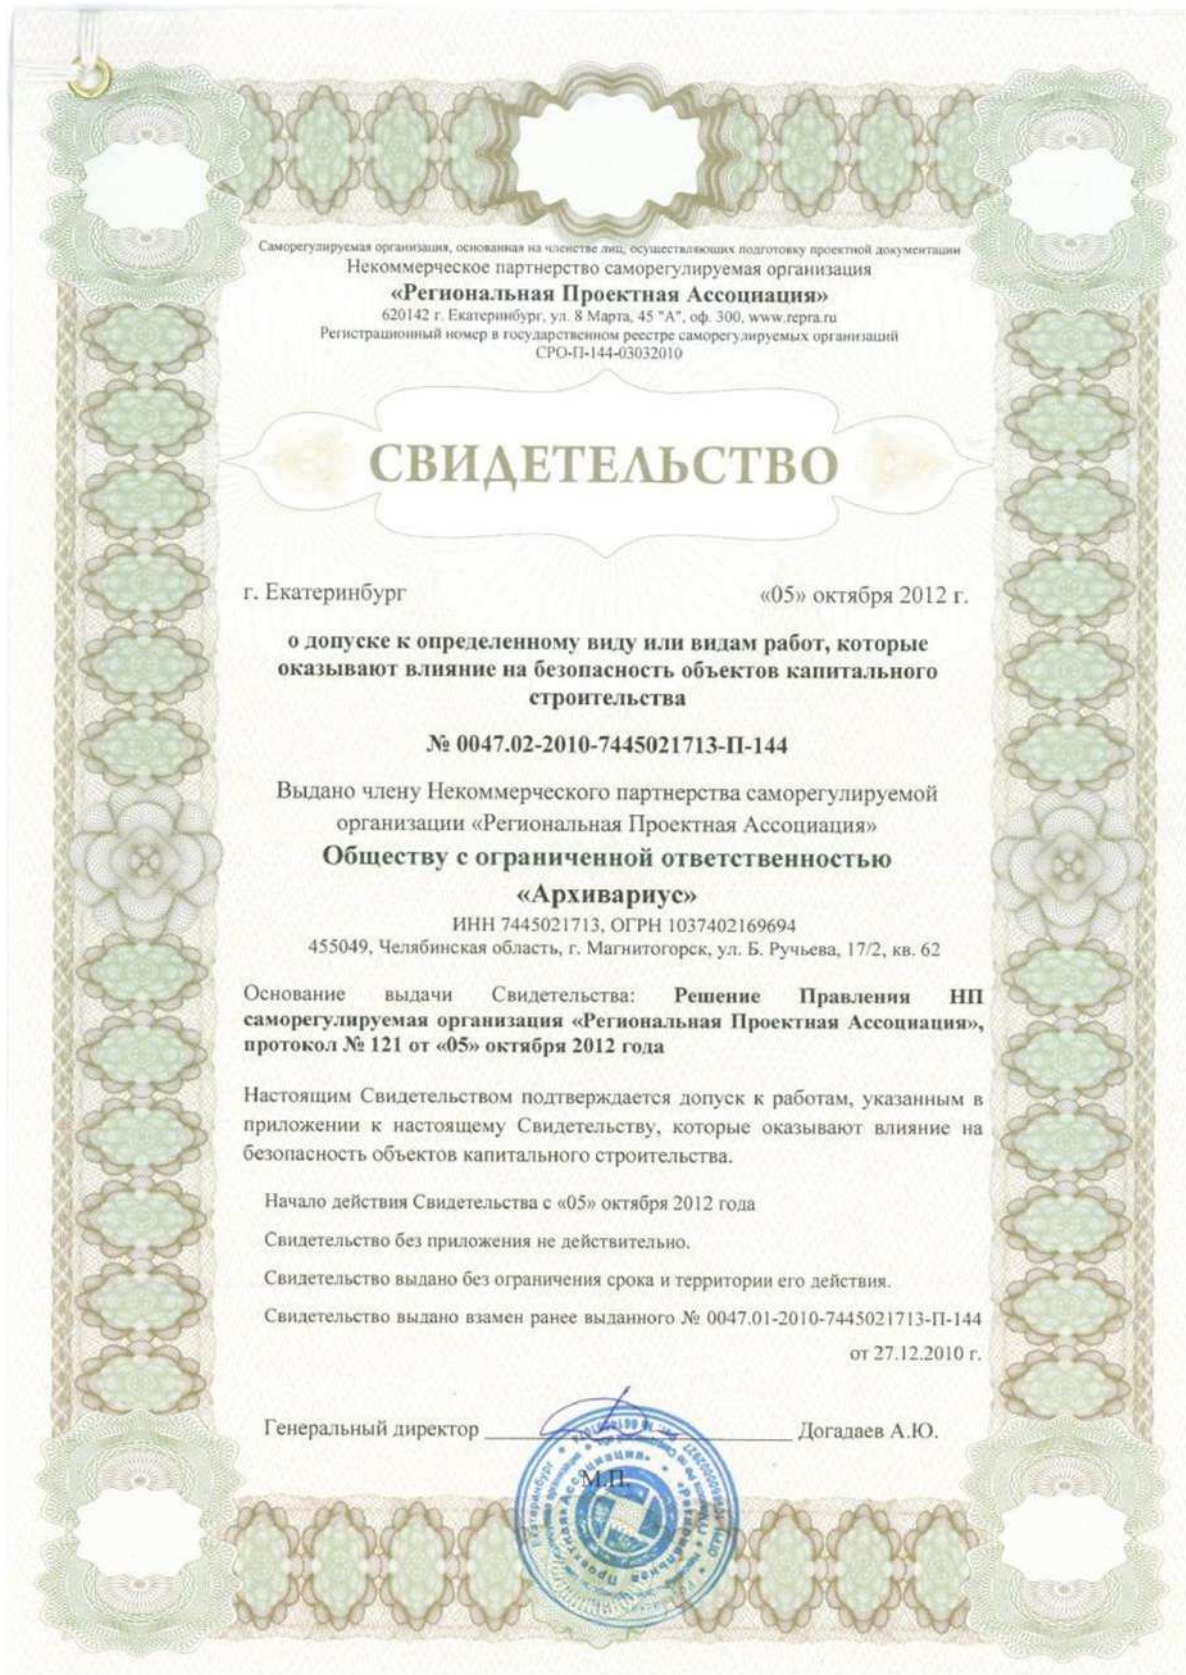 Саморегулируемая организация, основанная на членстве лиц, осуществляющих подготовку проектной документации
Некоммерческое партнерство саморегулируемая организация
«Региональная Проектная Ассоциация»
620142 г. Екатеринбург, ул. 8 Марта, 45 "А", оф. 300, www.repra.ru
Регистрационный номер в государственном реестре саморегулируемых организаций
СРО-П-144-03032010
СВИДЕТЕЛЬСТВО
г. Екатеринбург «05» октября 2012 г.
о допуске к определенному виду или видам работ, которые
оказывают влияние на безопасность объектов капитального
строительства
№ 0047.02-2010-7445021713-П-144
Выдано члену Некоммерческого партнерства саморегулируемой
организации «Региональная Проектная Ассоциация»
Обществу с ограниченной ответственностью
«Архивариус»
ИНН 7445021713, ОГРН 1037402169694
455049, Челябинская область, г. Магнитогорск, ул. Б. Ручьева, 17/2, кв. 62
Основание выдачи Свидетельства: Решение Правления НП
саморегулируемая организация «Региональная Проектная Ассоциация»,
протокол № 121 от «05» октября 2012 года
Настоящим Свидетельством подтверждается допуск к работам, указанным в
приложении к настоящему Свидетельству, которые оказывают влияние на
безопасность объектов капитального строительства.
Начало действия Свидетельства с «05» октября 2012 года
Свидетельство без приложения не действительно.
Свидетельство выдано без ограничения срока и территории его действия.
Свидетельство выдано взамен ранее выданного № 0047.01-2010-7445021713-П-144
от 27.12.2010 г.
Генеральный директор Догадаев А.Ю.
М.П.
«Региональная Проектная Ассоциация»